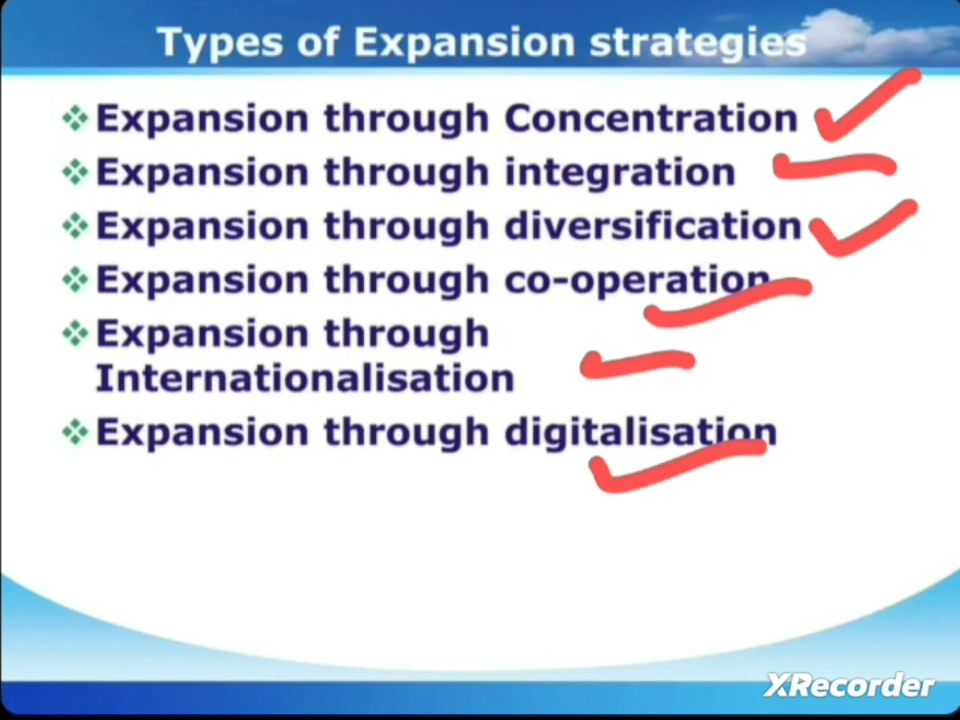 Types of Expansion strategies
Expansion through Concentration
Expansion through integration
Expansion through diversification
Expansion through co-operation
Expansion through
Internationalisation
Expansion through digitalisation
XRecorder